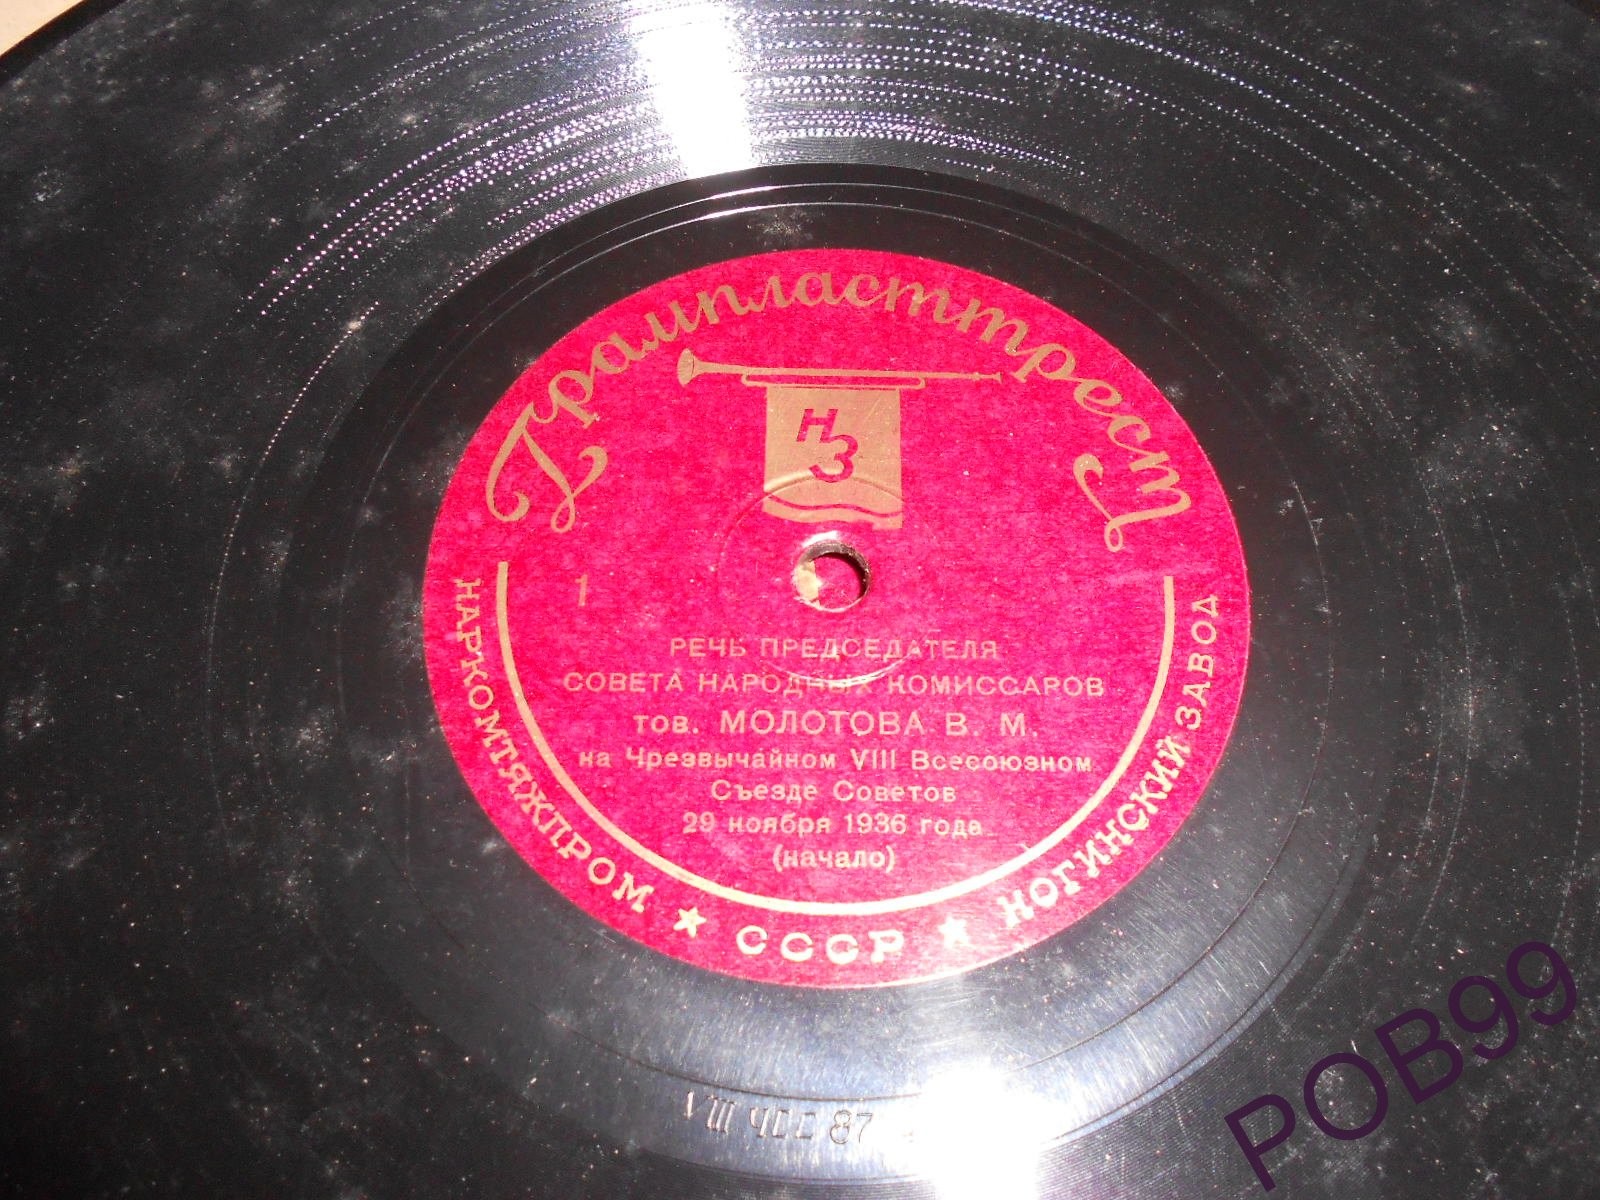 Грампласттрест
НЗ
1
РЕЧЬ ПРЕДСЕДАТЕЛЯ
СОВЕТА НАРОДНЫХ КОМИССАРОВ
тов. МОЛОТОВА В. М.
на Чрезвычайном VIII Всесоюзном
Съезде Советов
29 ноября 1936 года
(начало)
НАРКОМТЯЖПРОМ ★ СССР ★ НОГИНСКИЙ ЗАВОД
87
POB99